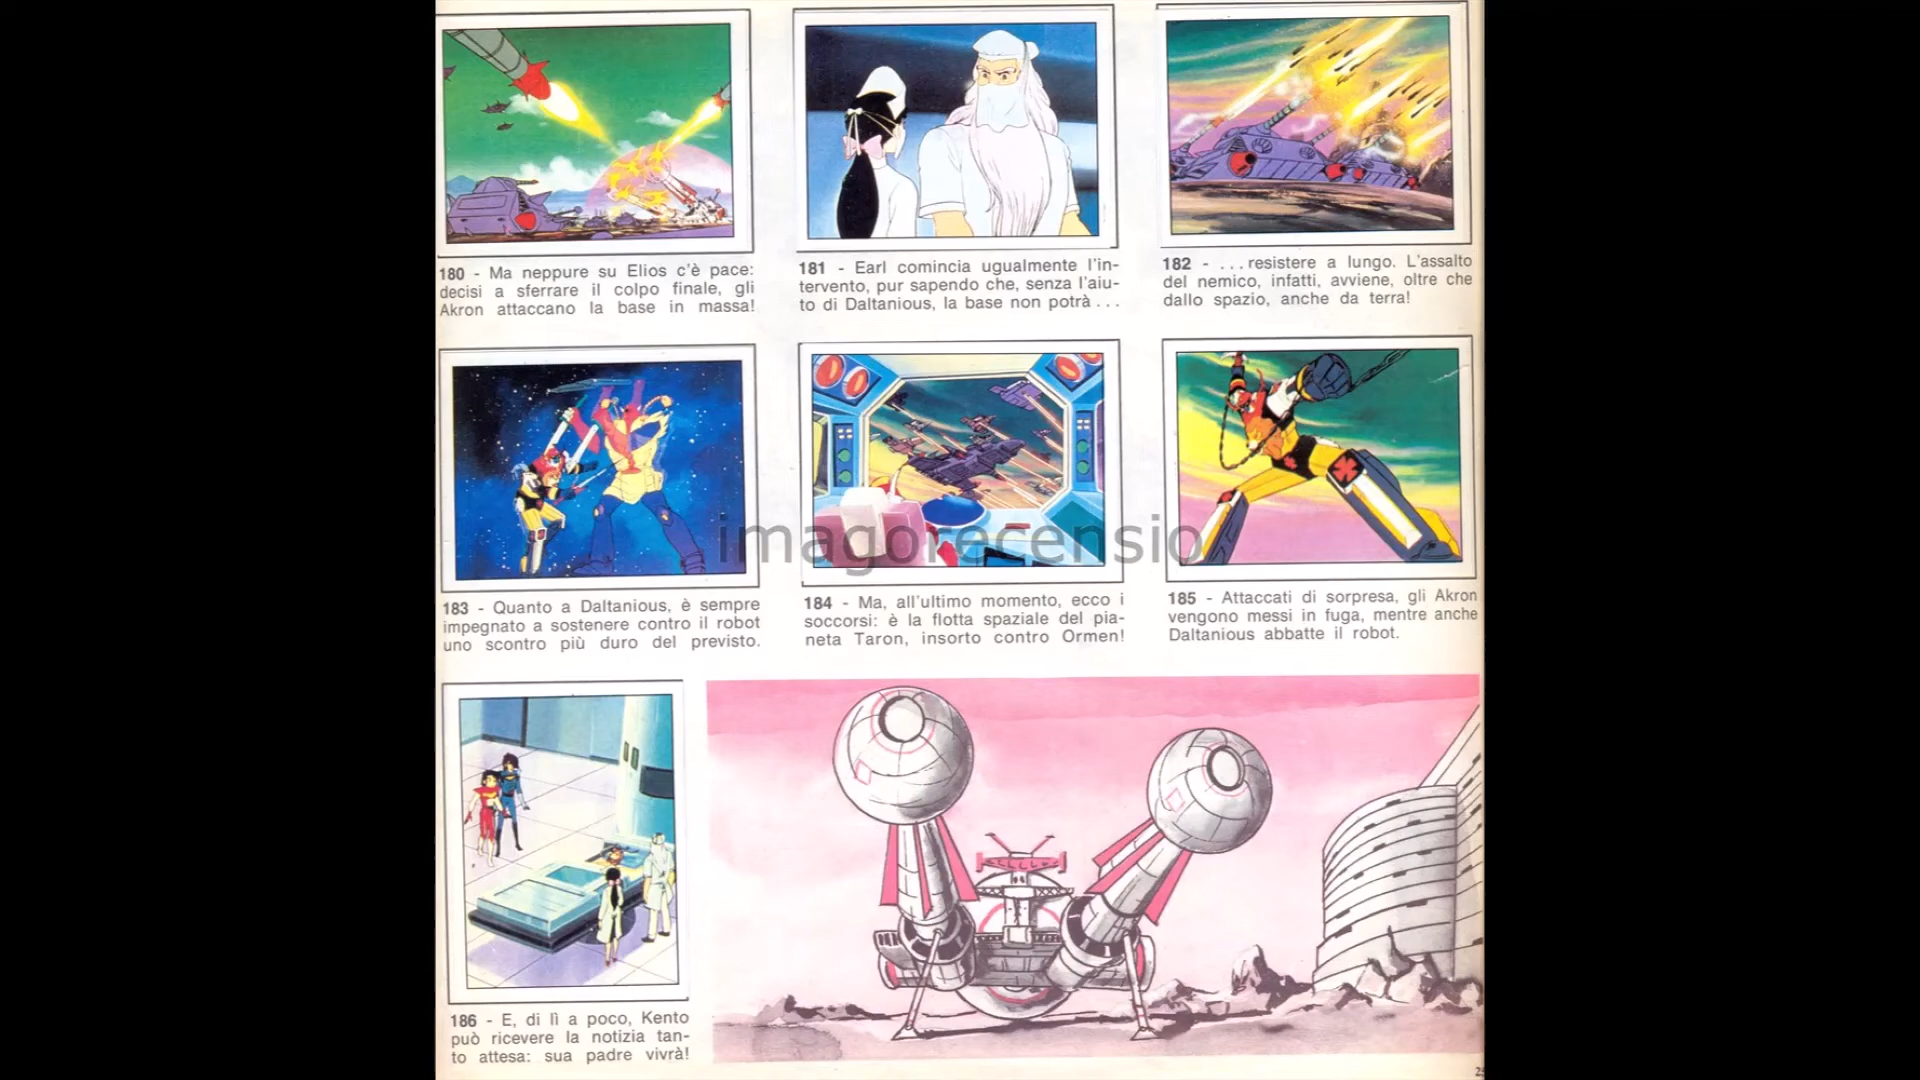 180 - Ma neppure su Elios c'è pace:
decisi a sferrare il colpo finale, gli
Akron attaccano la base in massa!
181 - Earl comincia ugualmente l'in-
tervento, pur sapendo che, senza l'aiu-
to di Daltanious, la base non potrà ...
182 - ...resistere a lungo. L'assalto
del nemico, infatti, avviene, oltre che
dallo spazio, anche da terra!
183 - Quanto a Daltanious, è sempre
impegnato a sostenere contro il robot
uno scontro più duro del previsto.
184 - Ma, all'ultimo momento, ecco i
soccorsi: è la flotta spaziale del pia-
neta Taron, insorto contro Ormen!
185 - Attaccati di sorpresa, gli Akron
vengono messi in fuga, mentre anche
Daltanious abbatte il robot.
imagorecensio
186 - E, di lì a poco, Kento
può ricevere la notizia tan-
to attesa: sua padre vivrà!